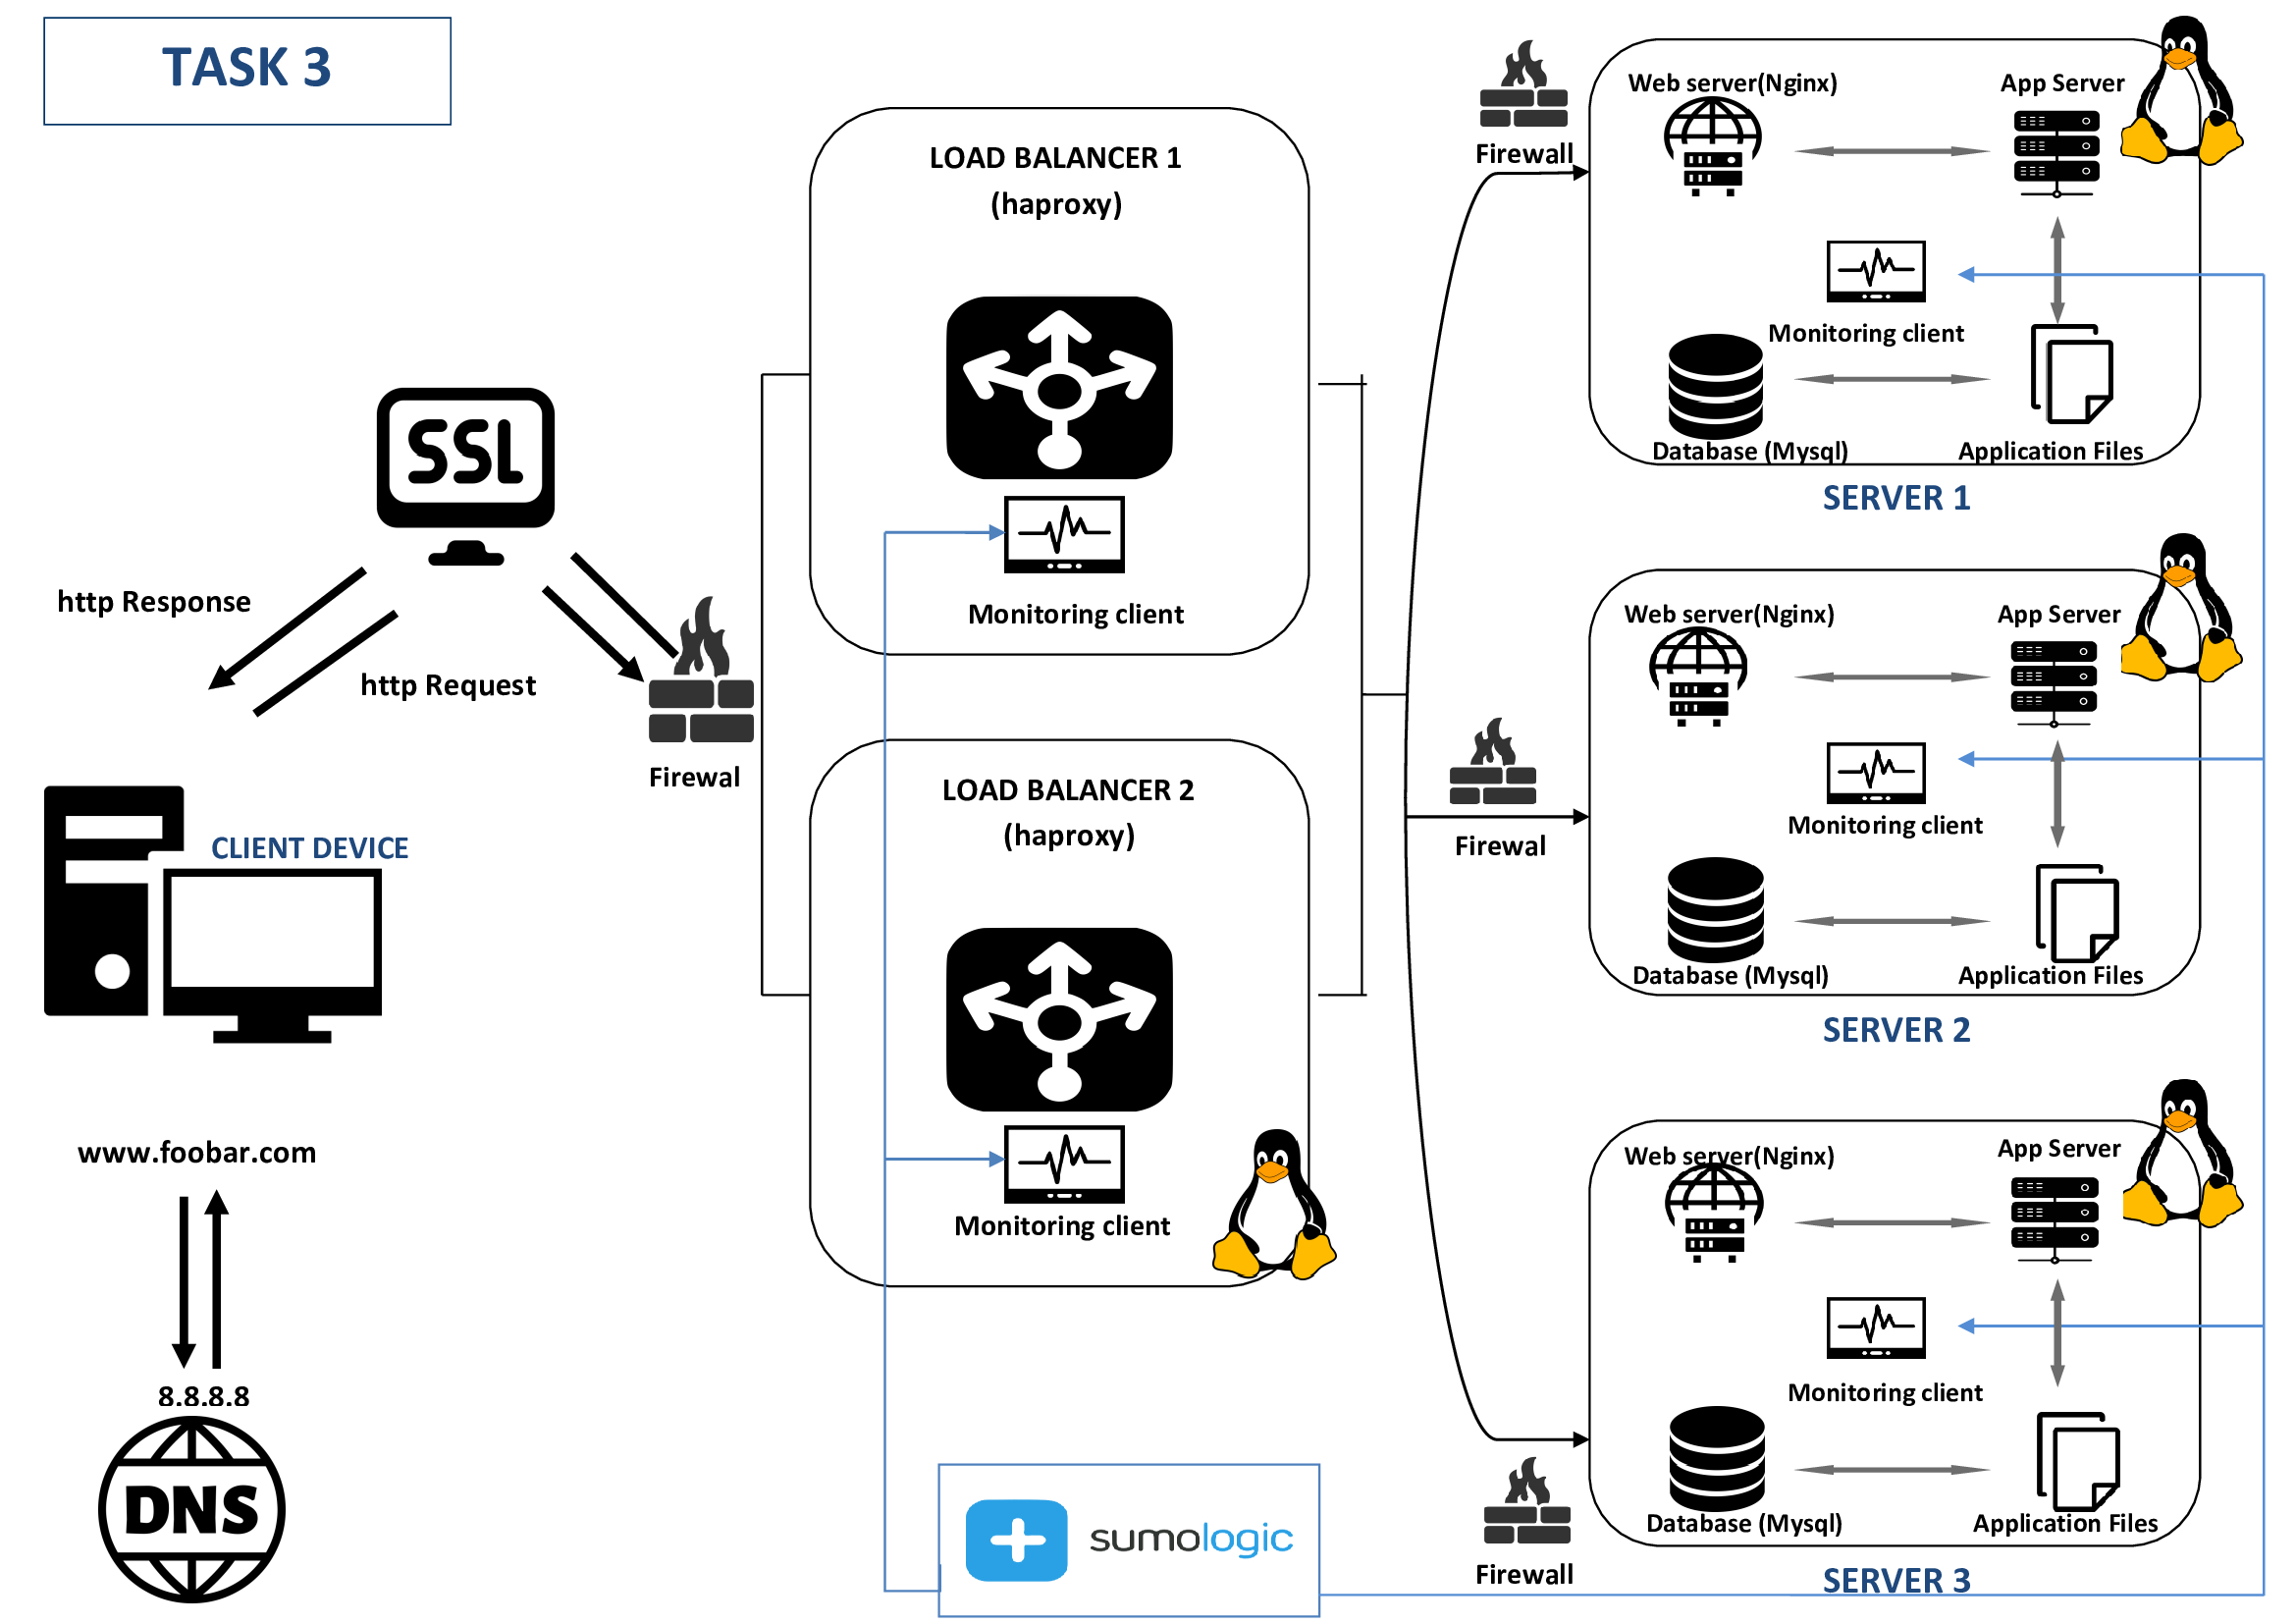 TASK 3
SSL
http Response
http Request
Firewal
CLIENT DEVICE
www.foobar.com
8.8.8.8
DNS
LOAD BALANCER 1
(haproxy)
Monitoring client
LOAD BALANCER 2
(haproxy)
Monitoring client
sumologic
Firewall
Web server(Nginx)
App Server
Monitoring client
Database (Mysql)
Application Files
SERVER 1
Firewal
Web server(Nginx)
App Server
Monitoring client
Database (Mysql)
Application Files
SERVER 2
Firewall
Web server(Nginx)
App Server
Monitoring client
Database (Mysql)
Application Files
SERVER 3